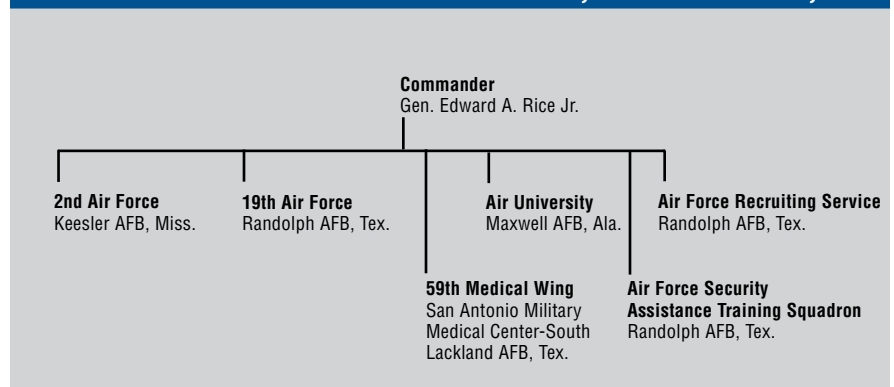 Commander
Gen. Edward A. Rice Jr.
2nd Air Force
Keesler AFB, Miss.
19th Air Force
Randolph AFB, Tex.
Air University
Maxwell AFB, Ala.
Air Force Recruiting Service
Randolph AFB, Tex.
59th Medical Wing
San Antonio Military
Medical Center-South
Lackland AFB, Tex.
Air Force Security
Assistance Training Squadron
Randolph AFB, Tex.